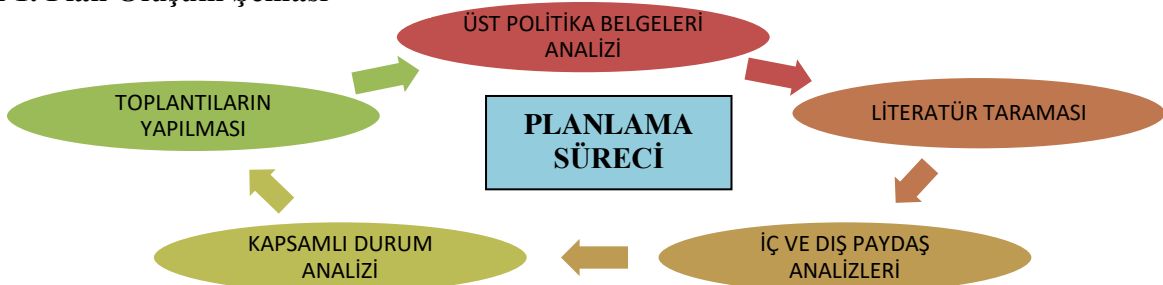 ÜST POLİTİKA BELGELERİ
ANALİZİ
LİTERATÜR TARAMASI
İÇ VE DIŞ PAYDAŞ
ANALİZLERİ
KAPSAMLI DURUM
ANALİZİ
TOPLANTILARIN
YAPILMASI
PLANLAMA
SÜRECİ